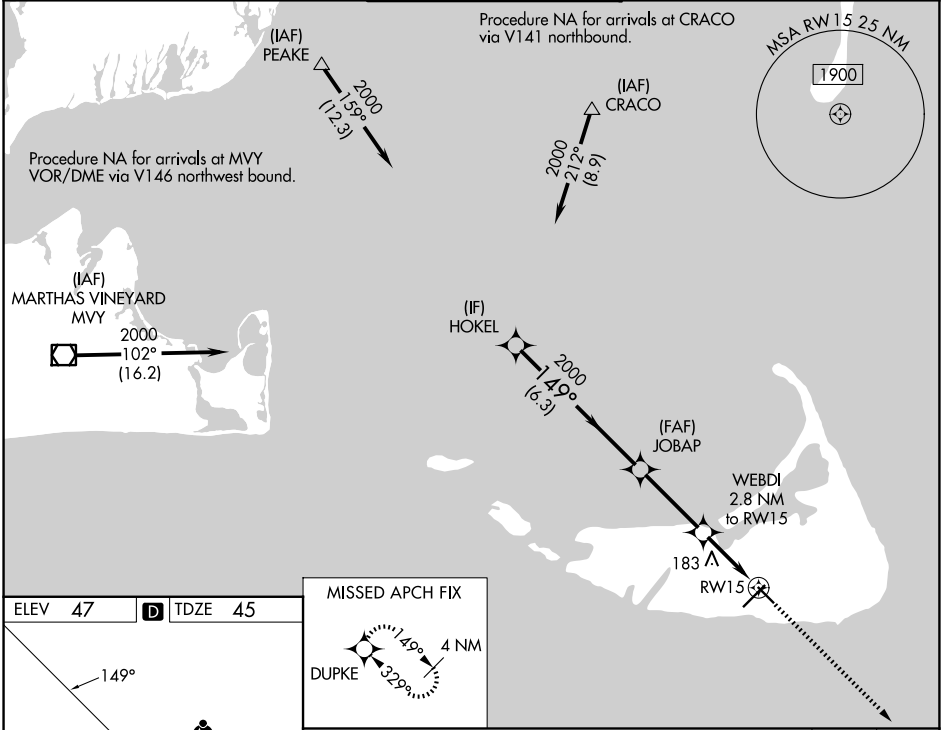 Procedure NA for arrivals at CRACO
via V141 northbound.
MSA RW 15 25 NM
1900
(IAF)
PEAKE
2000
159°
(12.3)
(IAF)
CRACO
2000
212°
(8.9)
Procedure NA for arrivals at MVY
VOR/DME via V146 northwest bound.
(IAF)
MARTHAS VINEYARD
MVY
2000
102°
(16.2)
(IF)
HOKEL
2000
149°
(6.3)
(FAF)
JOBAP
WEBDI
2.8 NM
to RW15
183
RW15
ELEV 47
D
TDZE 45
149°
MISSED APCH FIX
DUPKE
149°
329°
4 NM